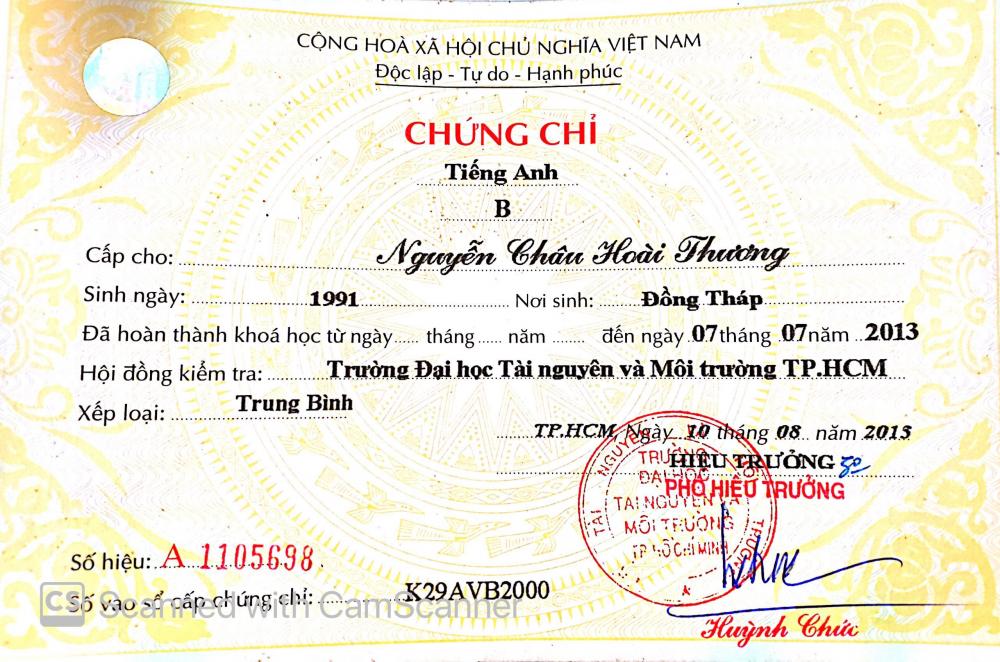 CỘNG HOÀ XÃ HỘI CHỦ NGHĨA VIỆT NAM
Độc lập - Tự do - Hạnh phúc
CHỨNG CHỈ
Tiếng Anh
B
Cấp cho: Nguyễn Châu Hoài Thương
Sinh ngày: 1991 Nơi sinh: Đồng Tháp
Đã hoàn thành khoá học từ ngày..... tháng ..... năm ....... đến ngày 07 tháng 07 năm 2013
Hội đồng kiểm tra: Trường Đại học Tài nguyên và Môi trường TP.HCM
Xếp loại: Trung Bình
TP.HCM, Ngày 10 tháng 08 năm 2013
HIỆU TRƯỞNG
PHÓ HIỆU TRƯỞNG
TRƯỜNG
ĐẠI HỌC
TÀI NGUYÊN VÀ
MÔI TRƯỜNG
TP HỒ CHÍ MINH
Huỳnh Chức
Số hiệu: A 1105698
Số vào sổ cấp chứng chỉ: K29AVB2000
CS Scanned with CamScanner